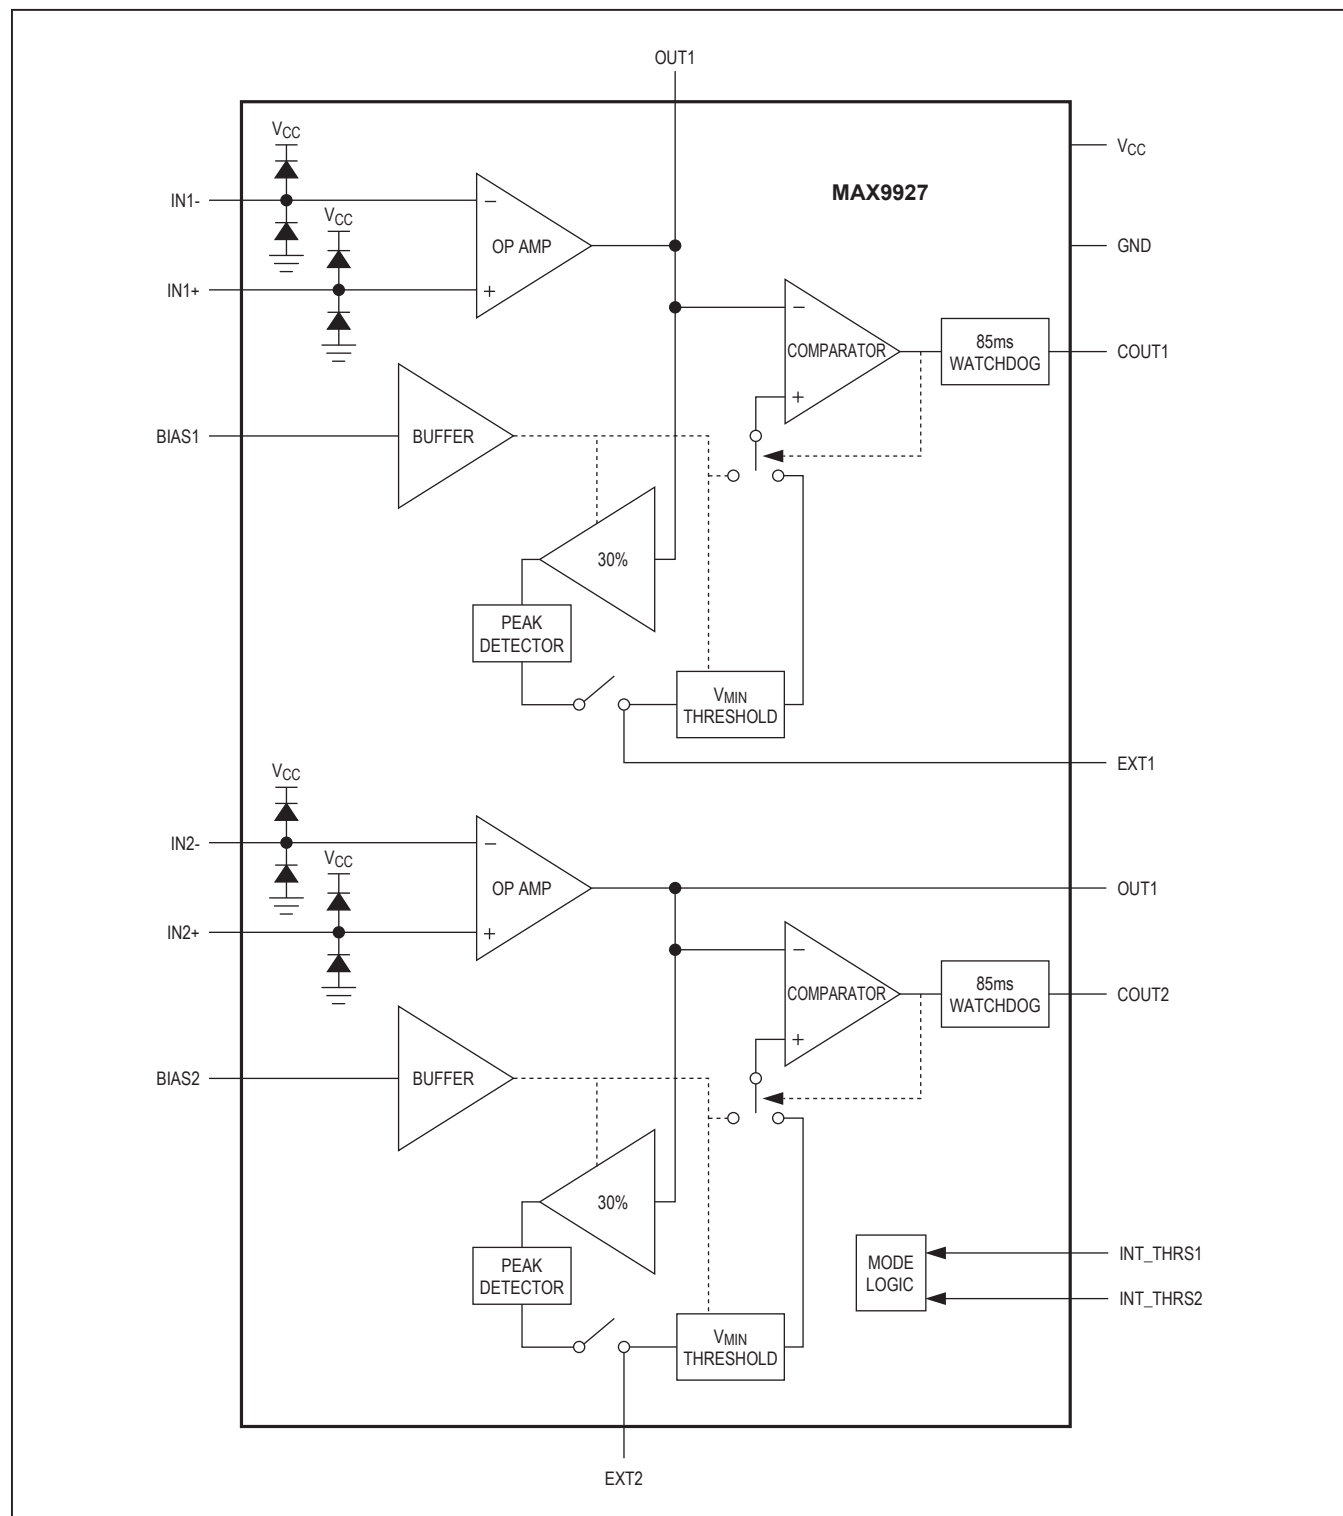 OUT1
VCC
VCC
MAX9927
IN1-
−
VCC
OP AMP
GND
IN1+
+
−
COMPARATOR
85ms
WATCHDOG
COUT1
+
BIAS1
BUFFER
30%
PEAK
DETECTOR
VMIN
THRESHOLD
EXT1
VCC
IN2-
−
VCC
OP AMP
OUT1
IN2+
+
−
COMPARATOR
85ms
WATCHDOG
COUT2
+
BIAS2
BUFFER
30%
PEAK
DETECTOR
MODE
LOGIC
INT_THRS1
INT_THRS2
VMIN
THRESHOLD
EXT2